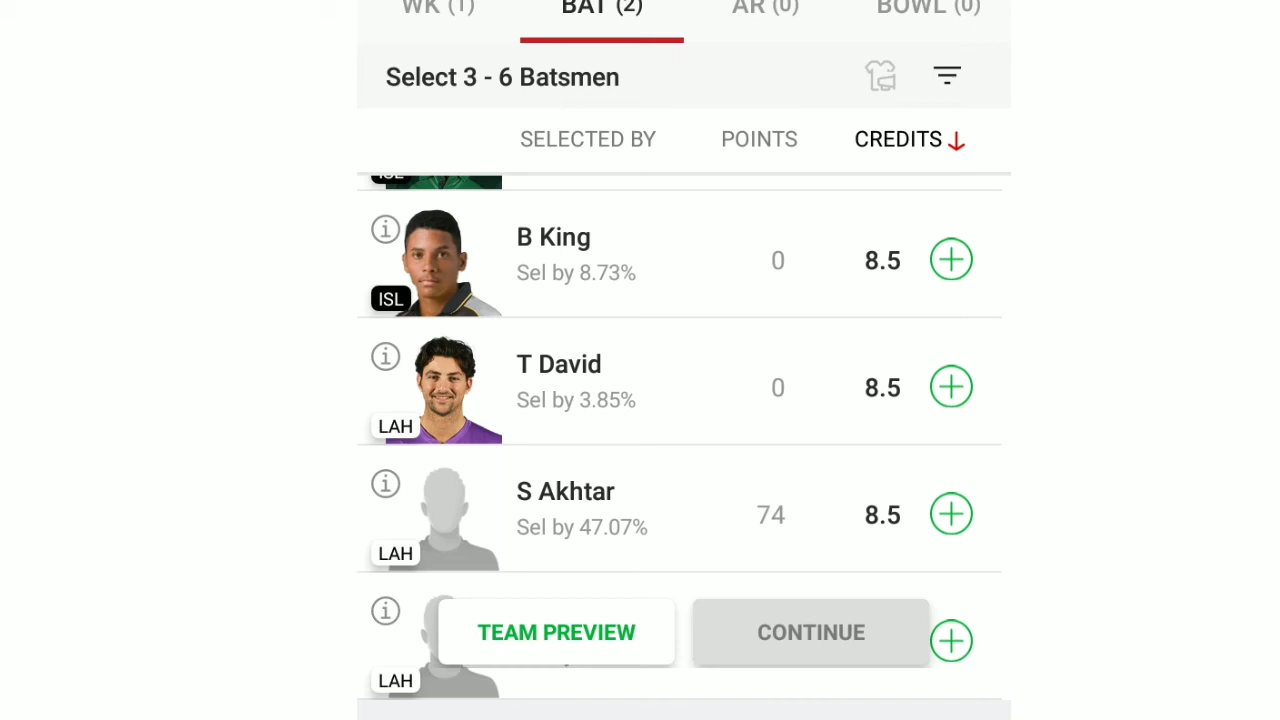 WK (1) BAT (2) AR (0) BOWL (0)
Select 3 - 6 Batsmen
SELECTED BY POINTS CREDITS
ISL
B King
Sel by 8.73% 0 8.5
ISL
T David
Sel by 3.85% 0 8.5
LAH
S Akhtar
Sel by 47.07% 74 8.5
LAH
TEAM PREVIEW CONTINUE
LAH